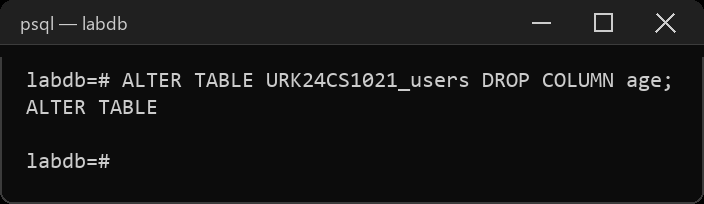 psql — labdb
labdb=# ALTER TABLE URK24CS1021_users DROP COLUMN age;
ALTER TABLE
labdb=#